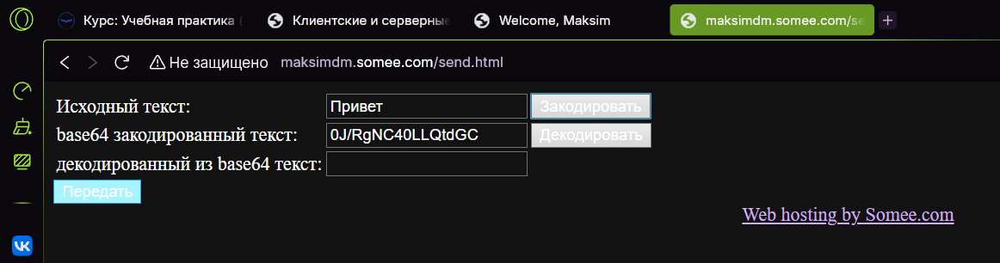 Курс: Учебная практика (
Клиентские и серверные
Welcome, Maksim
maksimdm.somee.com/se
Не защищено maksimdm.somee.com/send.html
Исходный текст: Привет Закодировать
base64 закодированный текст: 0J/RgNC40LLQtdGC Декодировать
декодированный из base64 текст:
Передать
Web hosting by Somee.com